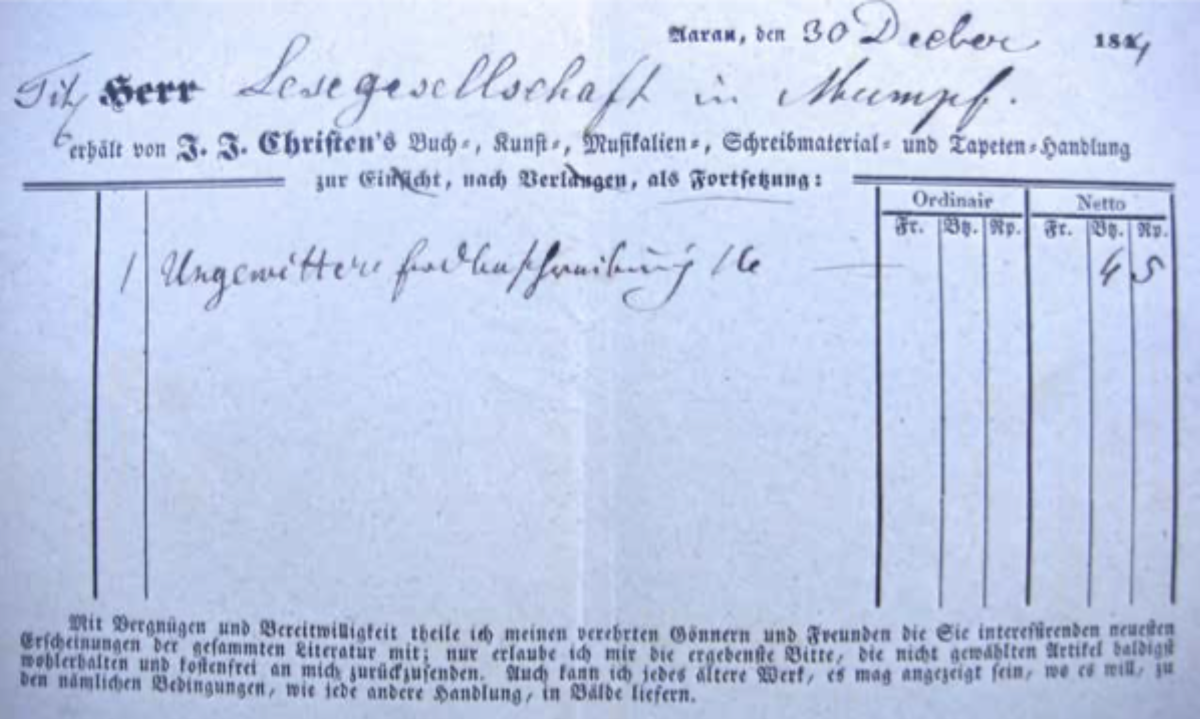 Aarau, den 30 Decber 184
Tit. Herr Lesegesellschaft in Mumpf.
erhält von J. J. Christen's Buch-, Kunst-, Musikalien-, Schreibmaterial- und Tapeten-Handlung
zur Einsicht, nach Verlangen, als Fortsetzung:
Ordinair Netto
Fr. Btz. Rp. Fr. Btz. Rp.
1 Ungewitters Erdbeschreibung 16 4 5
Mit Vergnügen und Bereitwilligkeit theile ich meinen verehrten Gönnern und Freunden die Sie interessirenden neuesten
Erscheinungen der gesammten Literatur mit; nur erlaube ich mir die ergebenste Bitte, die nicht gewählten Artikel baldigst
wohlerhalten und kostenfrei an mich zurückzusenden. Auch kann ich jedes ältere Werk, es mag angezeigt sein, wo es will, zu
den nämlichen Bedingungen, wie jede andere Handlung, in Bälde liefern.